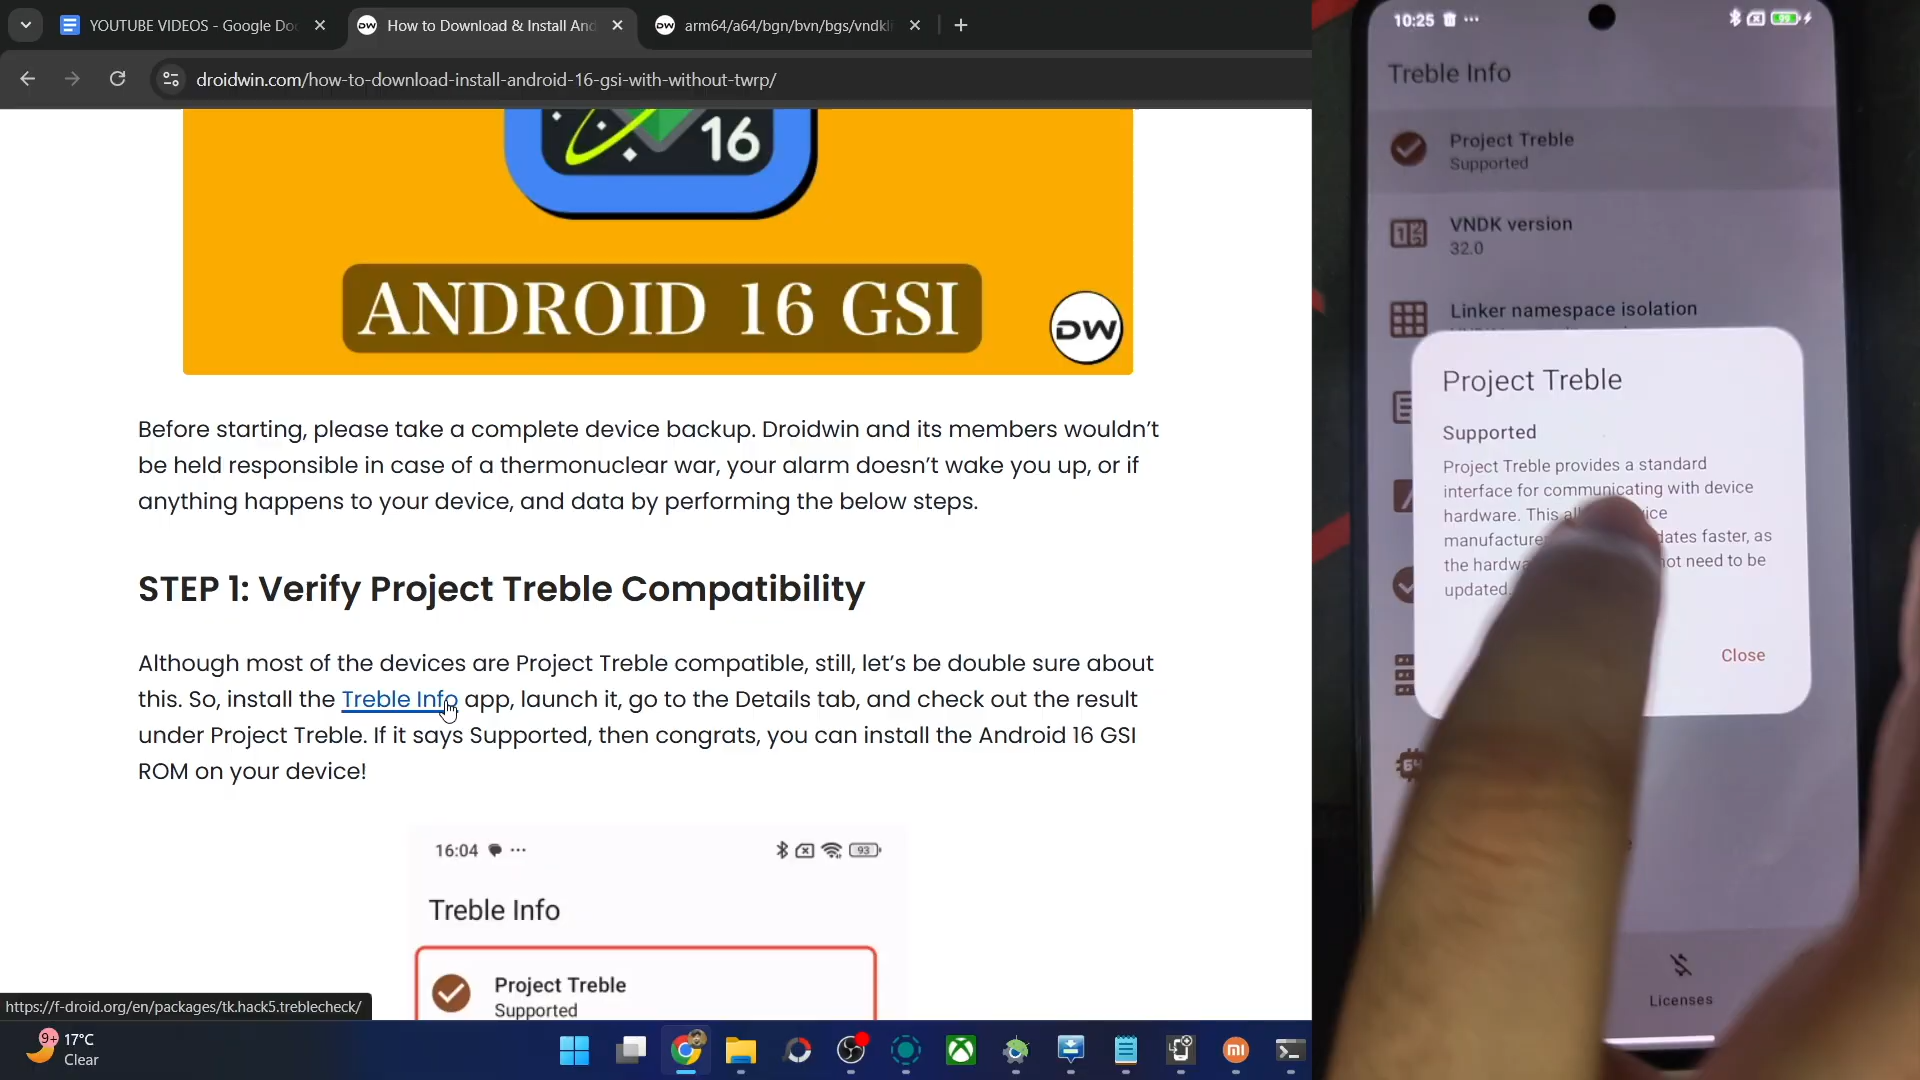 YOUTUBE VIDEOS - Google Doc
How to Download & Install And
arm64/a64/bgn/bvn/bgs/vndkli
droidwin.com/how-to-download-install-android-16-gsi-with-without-twrp/
16
ANDROID 16 GSI
DW
Before starting, please take a complete device backup. Droidwin and its members wouldn't
be held responsible in case of a thermonuclear war, your alarm doesn't wake you up, or if
anything happens to your device, and data by performing the below steps.
STEP 1: Verify Project Treble Compatibility
Although most of the devices are Project Treble compatible, still, let's be double sure about
this. So, install the Treble Info app, launch it, go to the Details tab, and check out the result
under Project Treble. If it says Supported, then congrats, you can install the Android 16 GSI
ROM on your device!
16:04
93
Treble Info
Project Treble
Supported
https://f-droid.org/en/packages/tk.hack5.treblecheck/
9+
17°C
Clear
10:25
99
Treble Info
Project Treble
Supported
VNDK version
32.0
Linker namespace isolation
Project Treble
Supported
Project Treble provides a standard
interface for communicating with device
hardware. This
manufacture faster, as
the not need to be
updated.
Close
64
Licenses